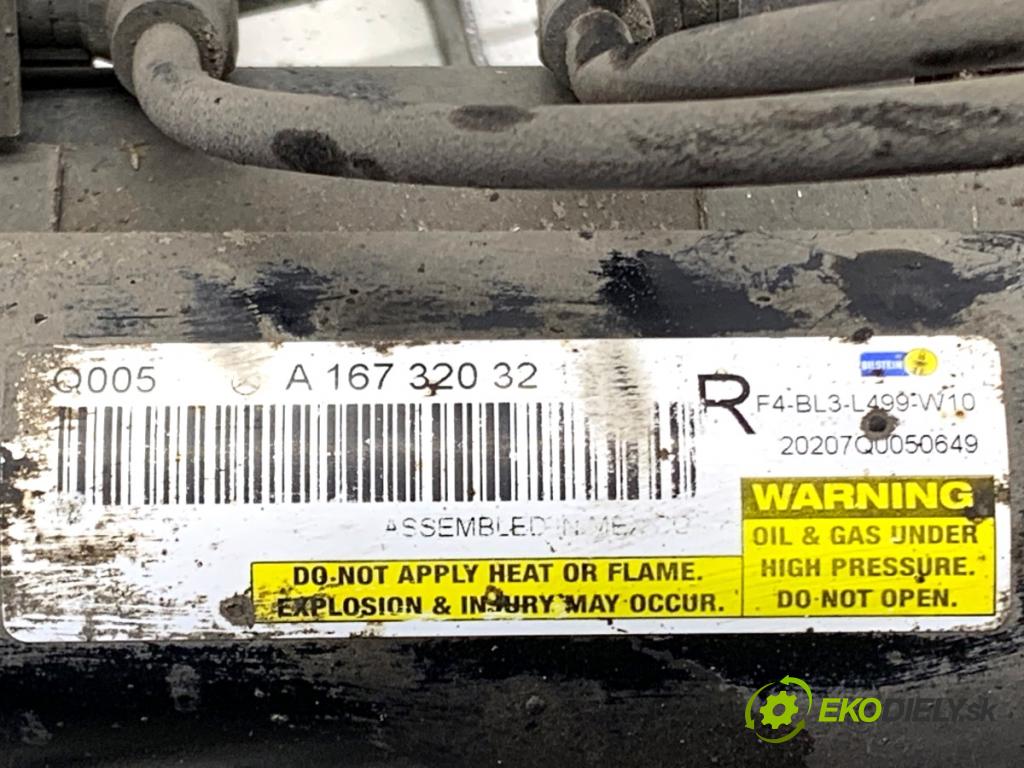 Q005 A 167 320 32
R
BILSTEIN
F4-BL3-L499-W10
20207Q0050649
ASSEMBLED IN MEXICO
WARNING
OIL & GAS UNDER
HIGH PRESSURE.
DO NOT OPEN.
DO NOT APPLY HEAT OR FLAME.
EXPLOSION & INJURY MAY OCCUR.
EKODIELY.sk